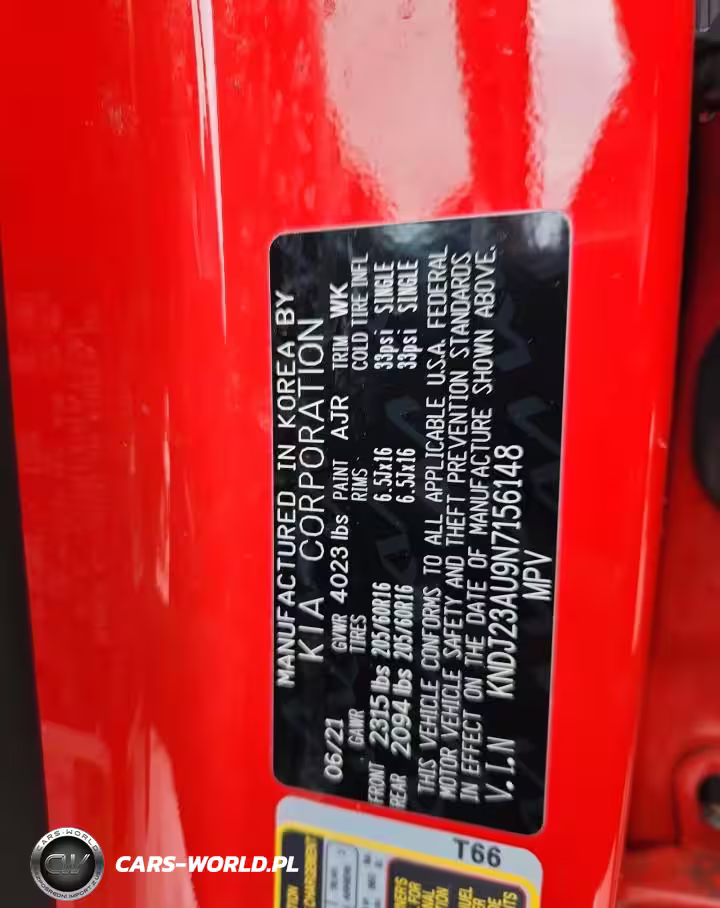 MANUFACTURED IN KOREA BY
KIA CORPORATION
06/21 GVWR 4023 lbs PAINT AJR TRIM WK
GAWR TIRES RIMS COLD TIRE INFL
FRONT 2315 lbs 205/60R16 6.5Jx16 33psi SINGLE
REAR 2094 lbs 205/60R16 6.5Jx16 33psi SINGLE
THIS VEHICLE CONFORMS TO ALL APPLICABLE U.S.A. FEDERAL
MOTOR VEHICLE SAFETY AND THEFT PREVENTION STANDARDS
IN EFFECT ON THE DATE OF MANUFACTURE SHOWN ABOVE.
V.I.N KNDJ23AU9N7156148
MPV
T66
CARS-WORLD
CW
CARS-WORLD.PL